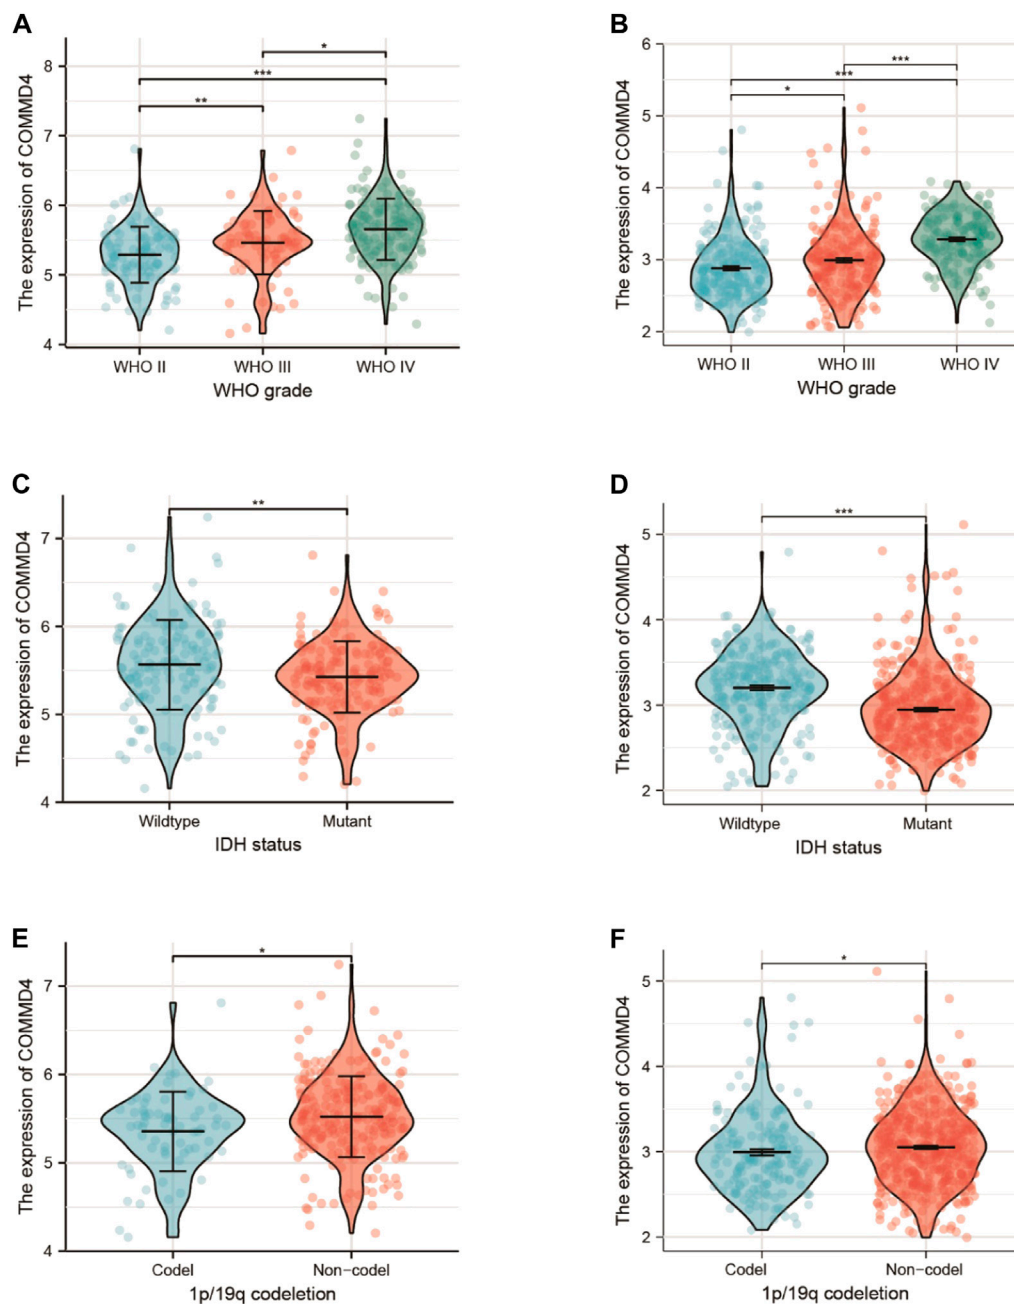 A
The expression of COMMD4
8
7
6
5
4
*
***
**
WHO II WHO III WHO IV
WHO grade
B
The expression of COMMD4
6
5
4
3
2
***
***
*
WHO II WHO III WHO IV
WHO grade
C
The expression of COMMD4
7
6
5
4
**
Wildtype Mutant
IDH status
D
The expression of COMMD4
5
4
3
2
***
Wildtype Mutant
IDH status
E
The expression of COMMD4
7
6
5
4
*
Codel Non-codel
1p/19q codeletion
F
The expression of COMMD4
5
4
3
2
*
Codel Non-codel
1p/19q codeletion